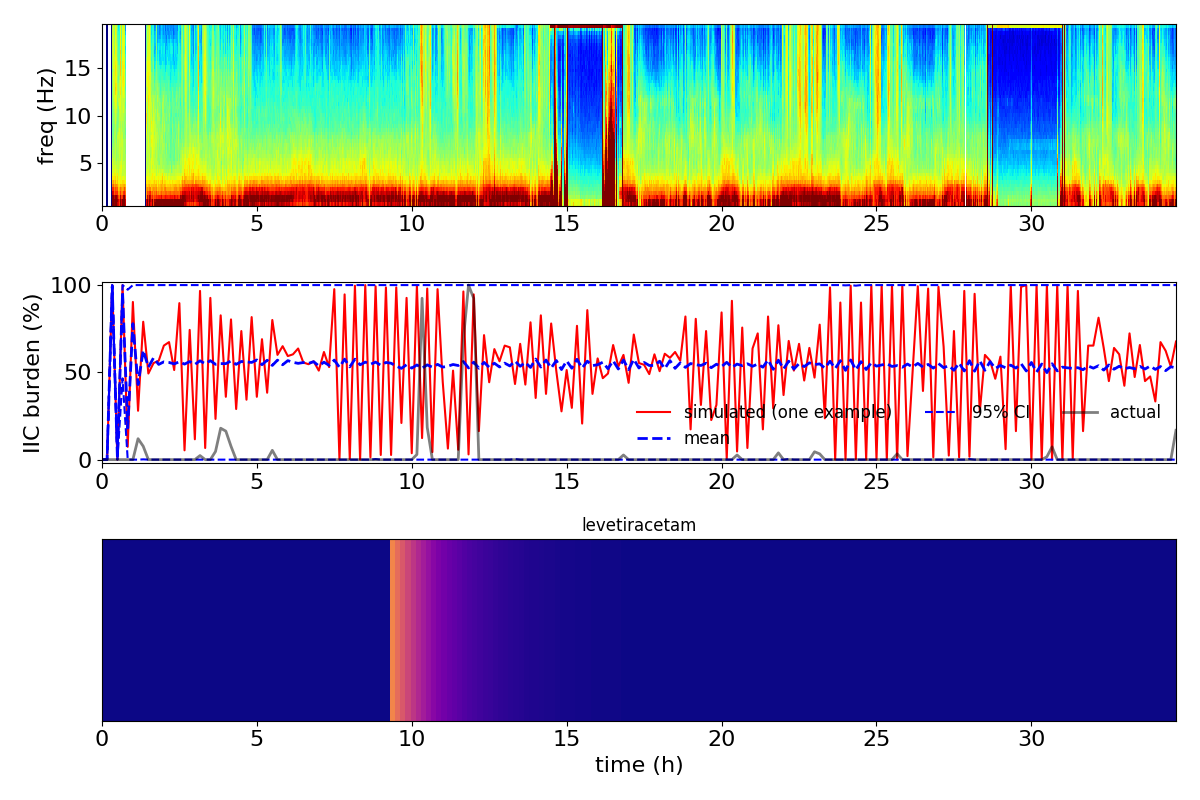 freq (Hz)
15
10
5
0 5 10 15 20 25 30
IIC burden (%)
100
50
0
simulated (one example) 95% CI actual
mean
0 5 10 15 20 25 30
levetiracetam
0 5 10 15 20 25 30
time (h)